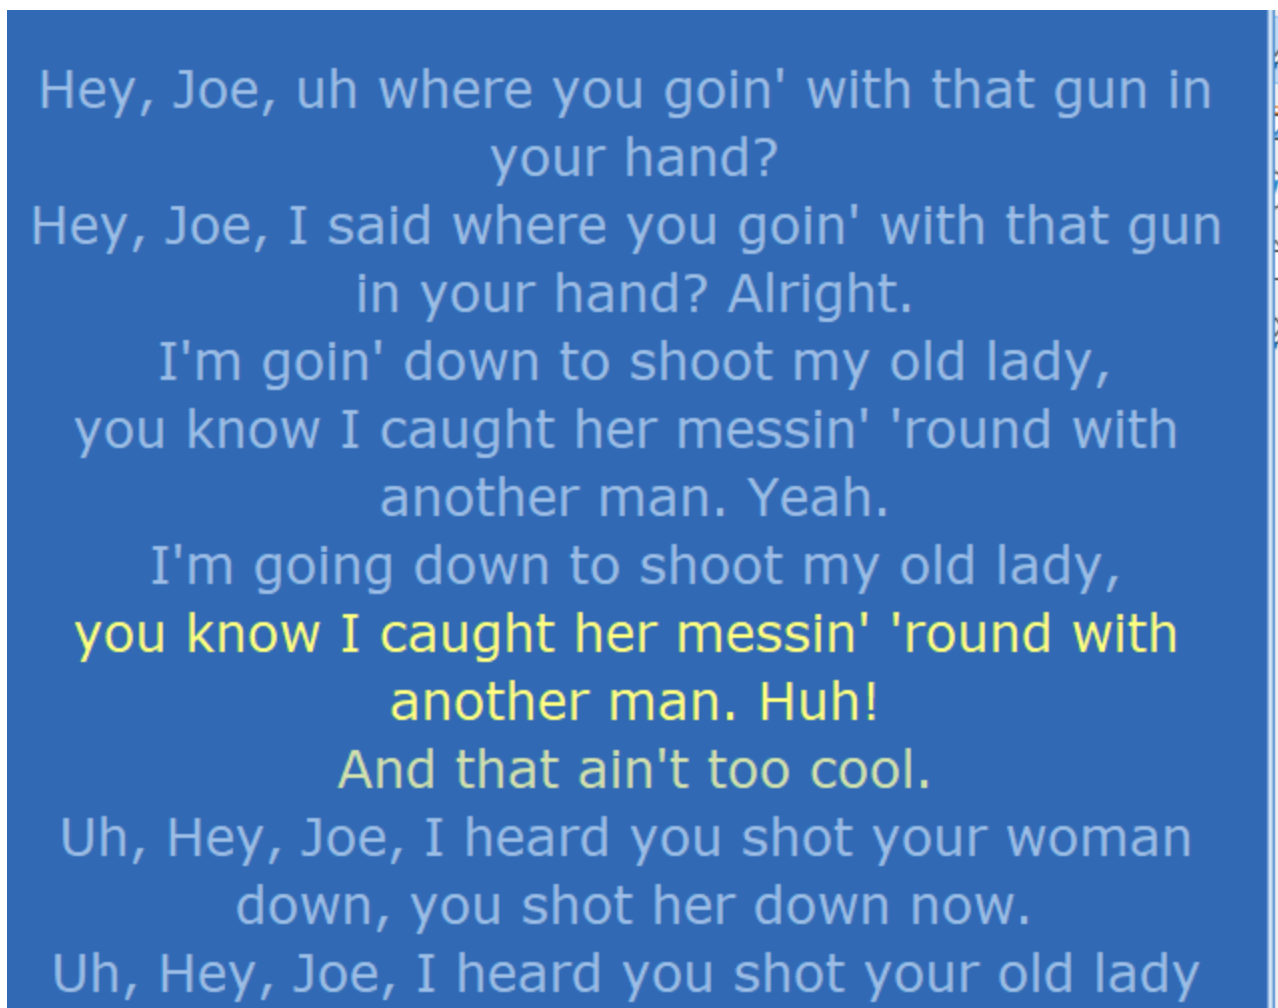 Hey, Joe, uh where you goin' with that gun in
your hand?
Hey, Joe, I said where you goin' with that gun
in your hand? Alright.
I'm goin' down to shoot my old lady,
you know I caught her messin' 'round with
another man. Yeah.
I'm going down to shoot my old lady,
you know I caught her messin' 'round with
another man. Huh!
And that ain't too cool.
Uh, Hey, Joe, I heard you shot your woman
down, you shot her down now.
Uh, Hey, Joe, I heard you shot your old lady